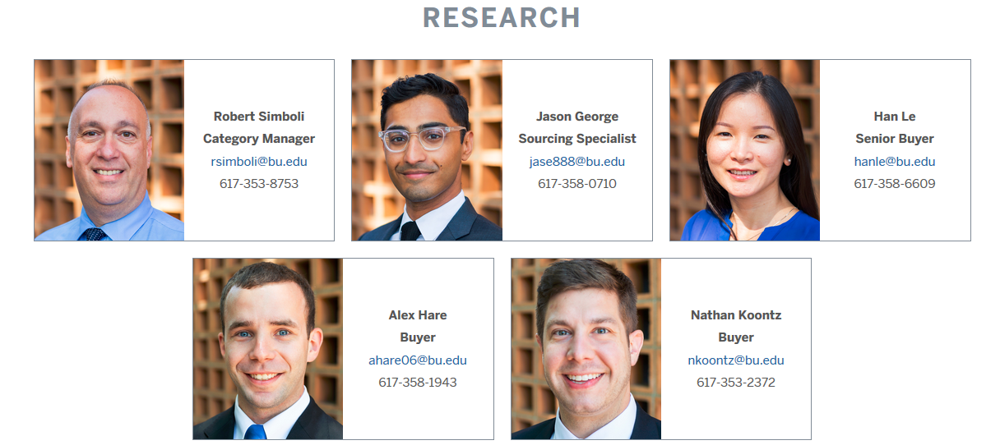 RESEARCH
Robert Simboli
Category Manager
rsimboli@bu.edu
617-353-8753
Jason George
Sourcing Specialist
jase888@bu.edu
617-358-0710
Han Le
Senior Buyer
hanle@bu.edu
617-358-6609
Alex Hare
Buyer
ahare06@bu.edu
617-358-1943
Nathan Koontz
Buyer
nkoontz@bu.edu
617-353-2372